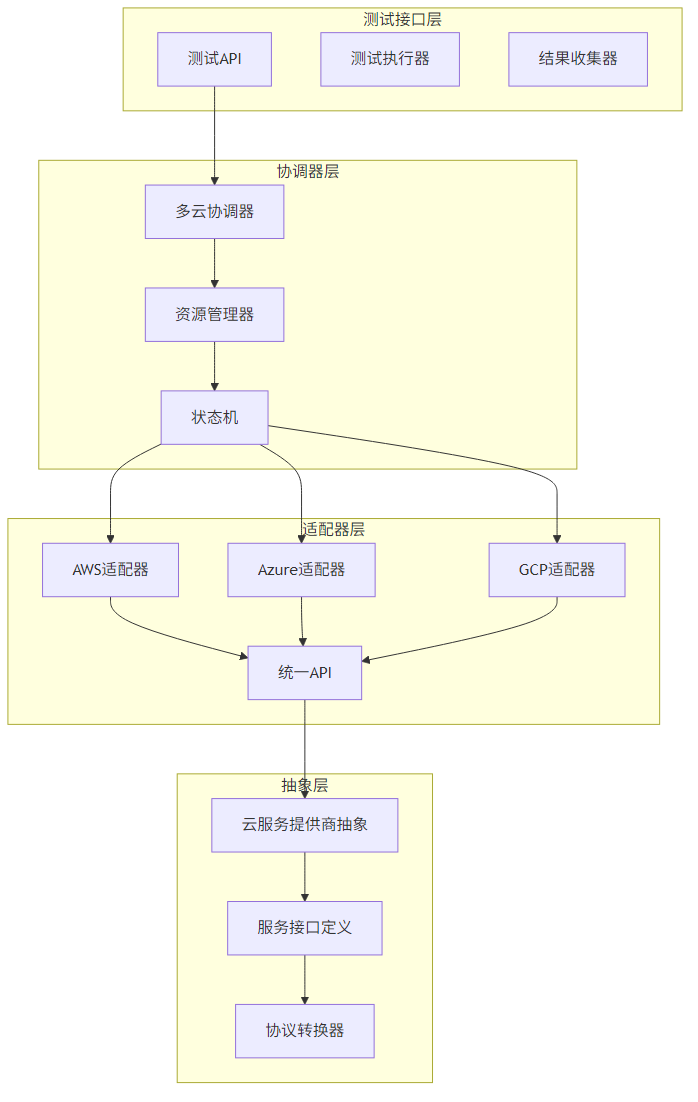 测试接口层
测试API
测试执行器
结果收集器
协调器层
多云协调器
资源管理器
状态机
适配器层
AWS适配器
Azure适配器
GCP适配器
统一API
抽象层
云服务提供商抽象
服务接口定义
协议转换器